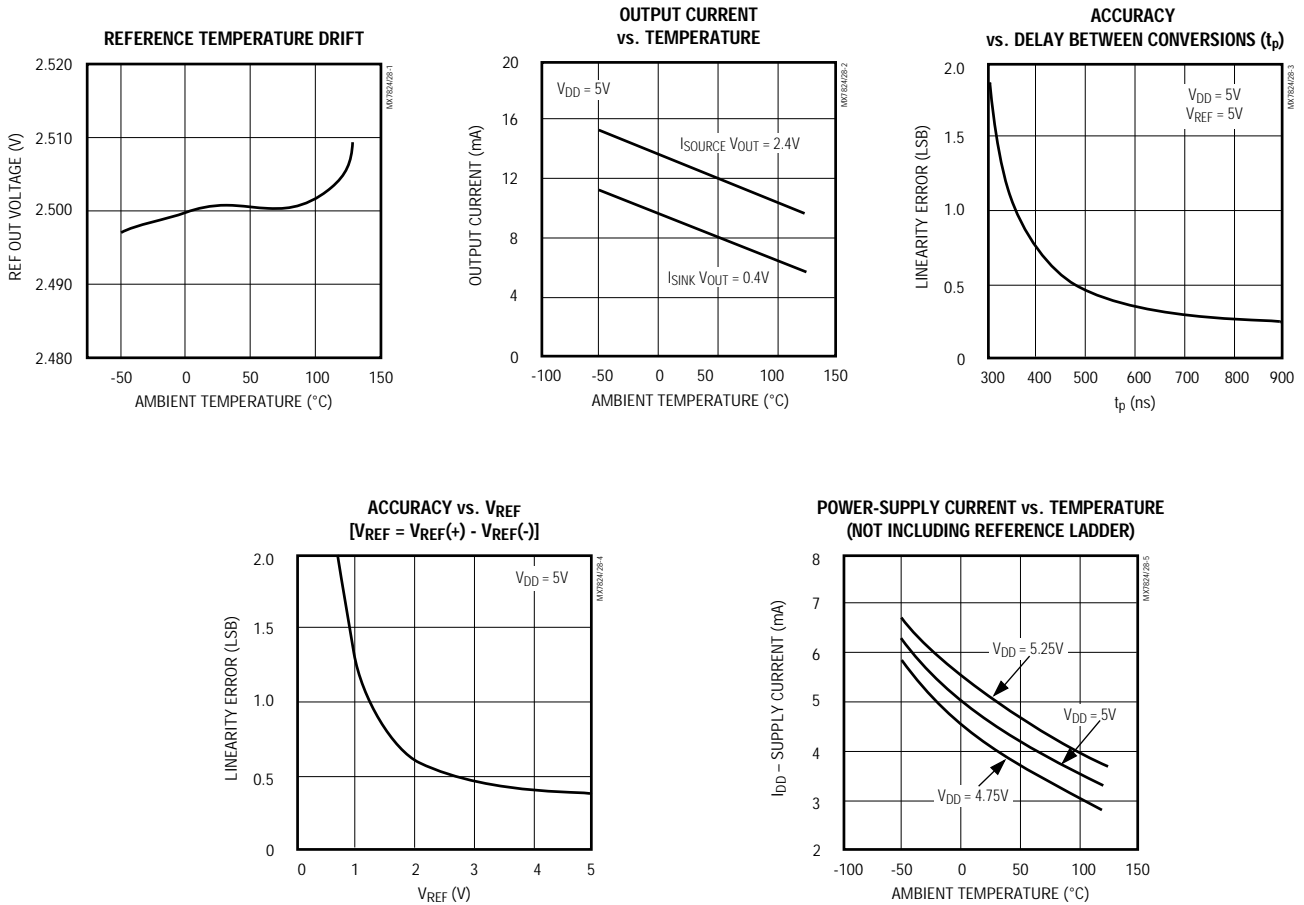 REFERENCE TEMPERATURE DRIFT
2.520
2.510
2.500
2.490
2.480
REF OUT VOLTAGE (V)
-50
0
50
100
150
AMBIENT TEMPERATURE (°C)
MX7824/28-1
OUTPUT CURRENT
vs. TEMPERATURE
20
16
12
8
4
0
OUTPUT CURRENT (mA)
VDD = 5V
ISOURCE VOUT = 2.4V
ISINK VOUT = 0.4V
-100
-50
0
50
100
150
AMBIENT TEMPERATURE (°C)
MX7824/28-2
ACCURACY
vs. DELAY BETWEEN CONVERSIONS (tp)
2.0
1.5
1.0
0.5
0
LINEARITY ERROR (LSB)
VDD = 5V
VREF = 5V
300
400
500
600
700
800
900
tp (ns)
MX7824/28-3
ACCURACY vs. VREF
[VREF = VREF(+) - VREF(-)]
2.0
1.5
1.0
0.5
0
LINEARITY ERROR (LSB)
VDD = 5V
0
1
2
3
4
5
VREF (V)
MX7824/28-4
POWER-SUPPLY CURRENT vs. TEMPERATURE
(NOT INCLUDING REFERENCE LADDER)
8
7
6
5
4
3
2
IDD – SUPPLY CURRENT (mA)
VDD = 5.25V
VDD = 5V
VDD = 4.75V
-100
-50
0
50
100
150
AMBIENT TEMPERATURE (°C)
MX7824/28-5